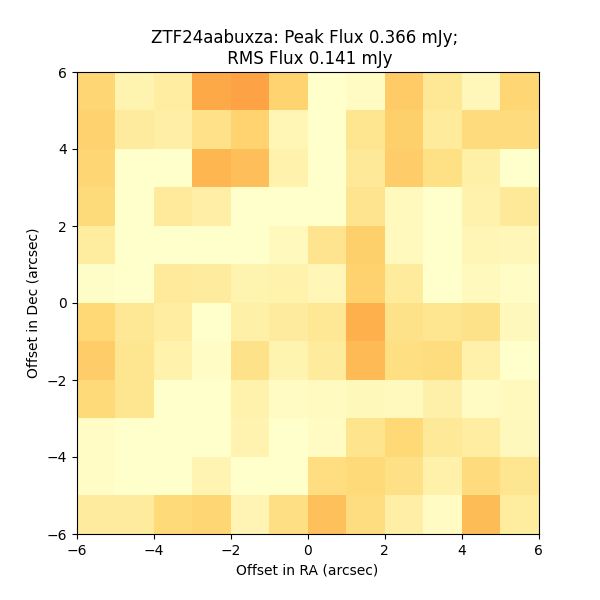 ZTF24aabuxza: Peak Flux 0.366 mJy;
RMS Flux 0.141 mJy
6
4
2
0
−2
−4
−6
Offset in Dec (arcsec)
−6 −4 −2 0 2 4 6
Offset in RA (arcsec)